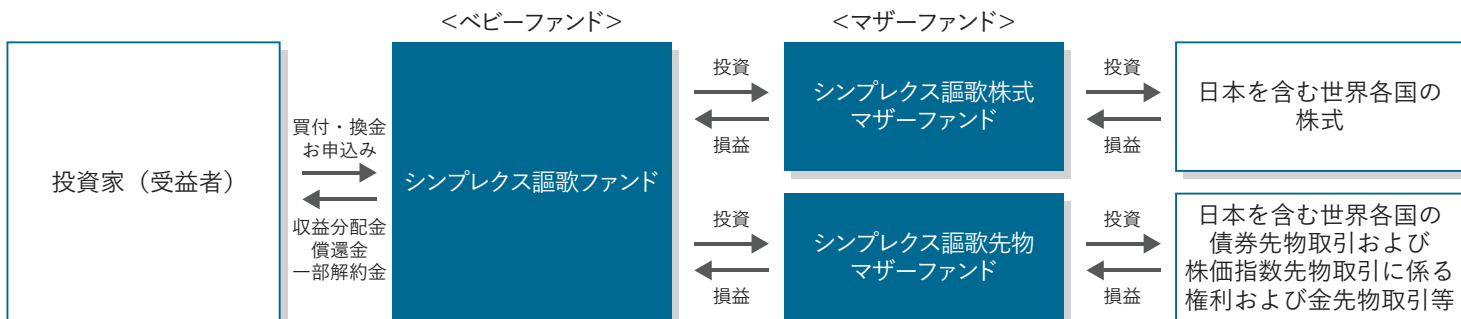 <ベビーファンド>
<マザーファンド>
投資家（受益者）
買付・換金
お申込み
収益分配金
償還金
一部解約金
シンプレクス謳歌ファンド
投資
損益
シンプレクス謳歌株式
マザーファンド
投資
損益
日本を含む世界各国の
株式
投資
損益
シンプレクス謳歌先物
マザーファンド
投資
損益
日本を含む世界各国の
債券先物取引および
株価指数先物取引に係る
権利および金先物取引等